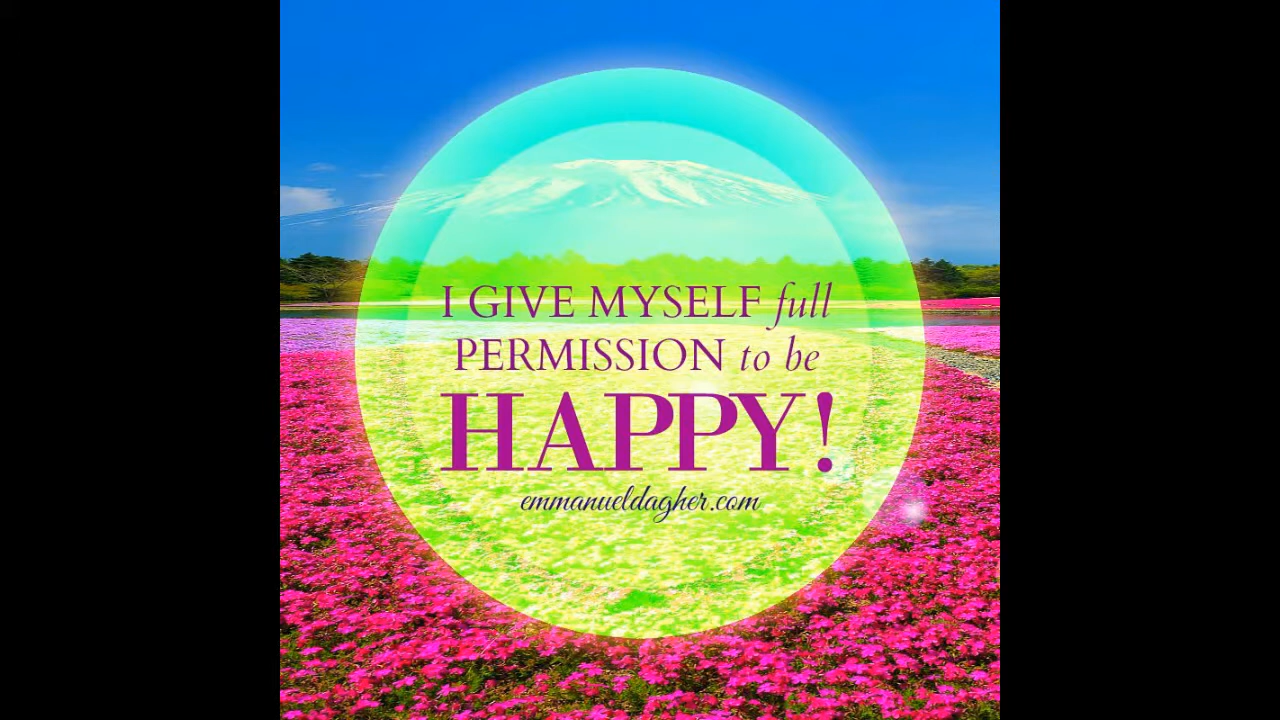 I GIVE MYSELF full
PERMISSION to be
HAPPY!
emmanueldagher.com